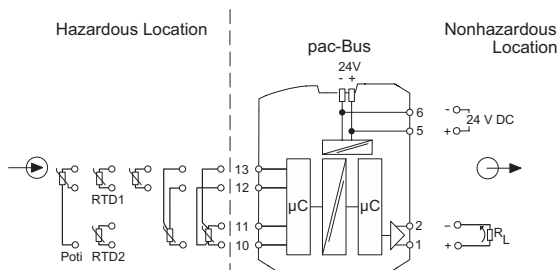 Hazardous Location
Nonhazardous
Location
pac-Bus
24V
- +
6
-
24 V DC
5
+
13
12
RTD1
µC
µC
11
2
–
R L
10
1
+
Poti
RTD2